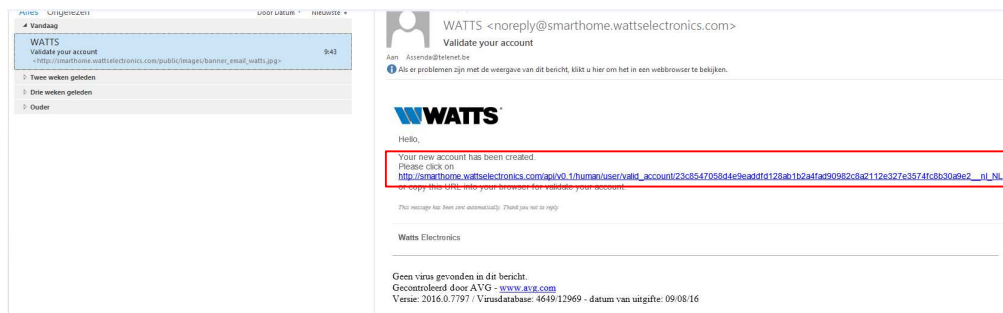 Alles Ongelezen Door Datum Nieuwste
Vandaag
WATTS
Validate your account 9:43
<http://smarthome.wattselectronics.com/public/images/banner_email_watts.jpg>
Twee weken geleden
Drie weken geleden
Ouder
WATTS <noreply@smarthome.wattselectronics.com>
Validate your account
Aan Assenda@telenet.be
Als er problemen zijn met de weergave van dit bericht, klikt u hier om het in een webbrowser te bekijken.
WATTS
Hello,
Your new account has been created.
Please click on
http://smarthome.wattselectronics.com/api/v0.1/human/user/valid_account/23c8547058d4e9eaddfd128ab1b2a4fad90982c8a2112e327e3574fc8b30a9e2__nl_NL
or copy this URL into your browser for validate your account.
This message has been sent automatically. Thank you not to reply
Watts Electronics
Geen virus gevonden in dit bericht.
Gecontroleerd door AVG - www.avg.com
Versie: 2016.0.7797 / Virusdatabase: 4649/12969 - datum van uitgifte: 09/08/16